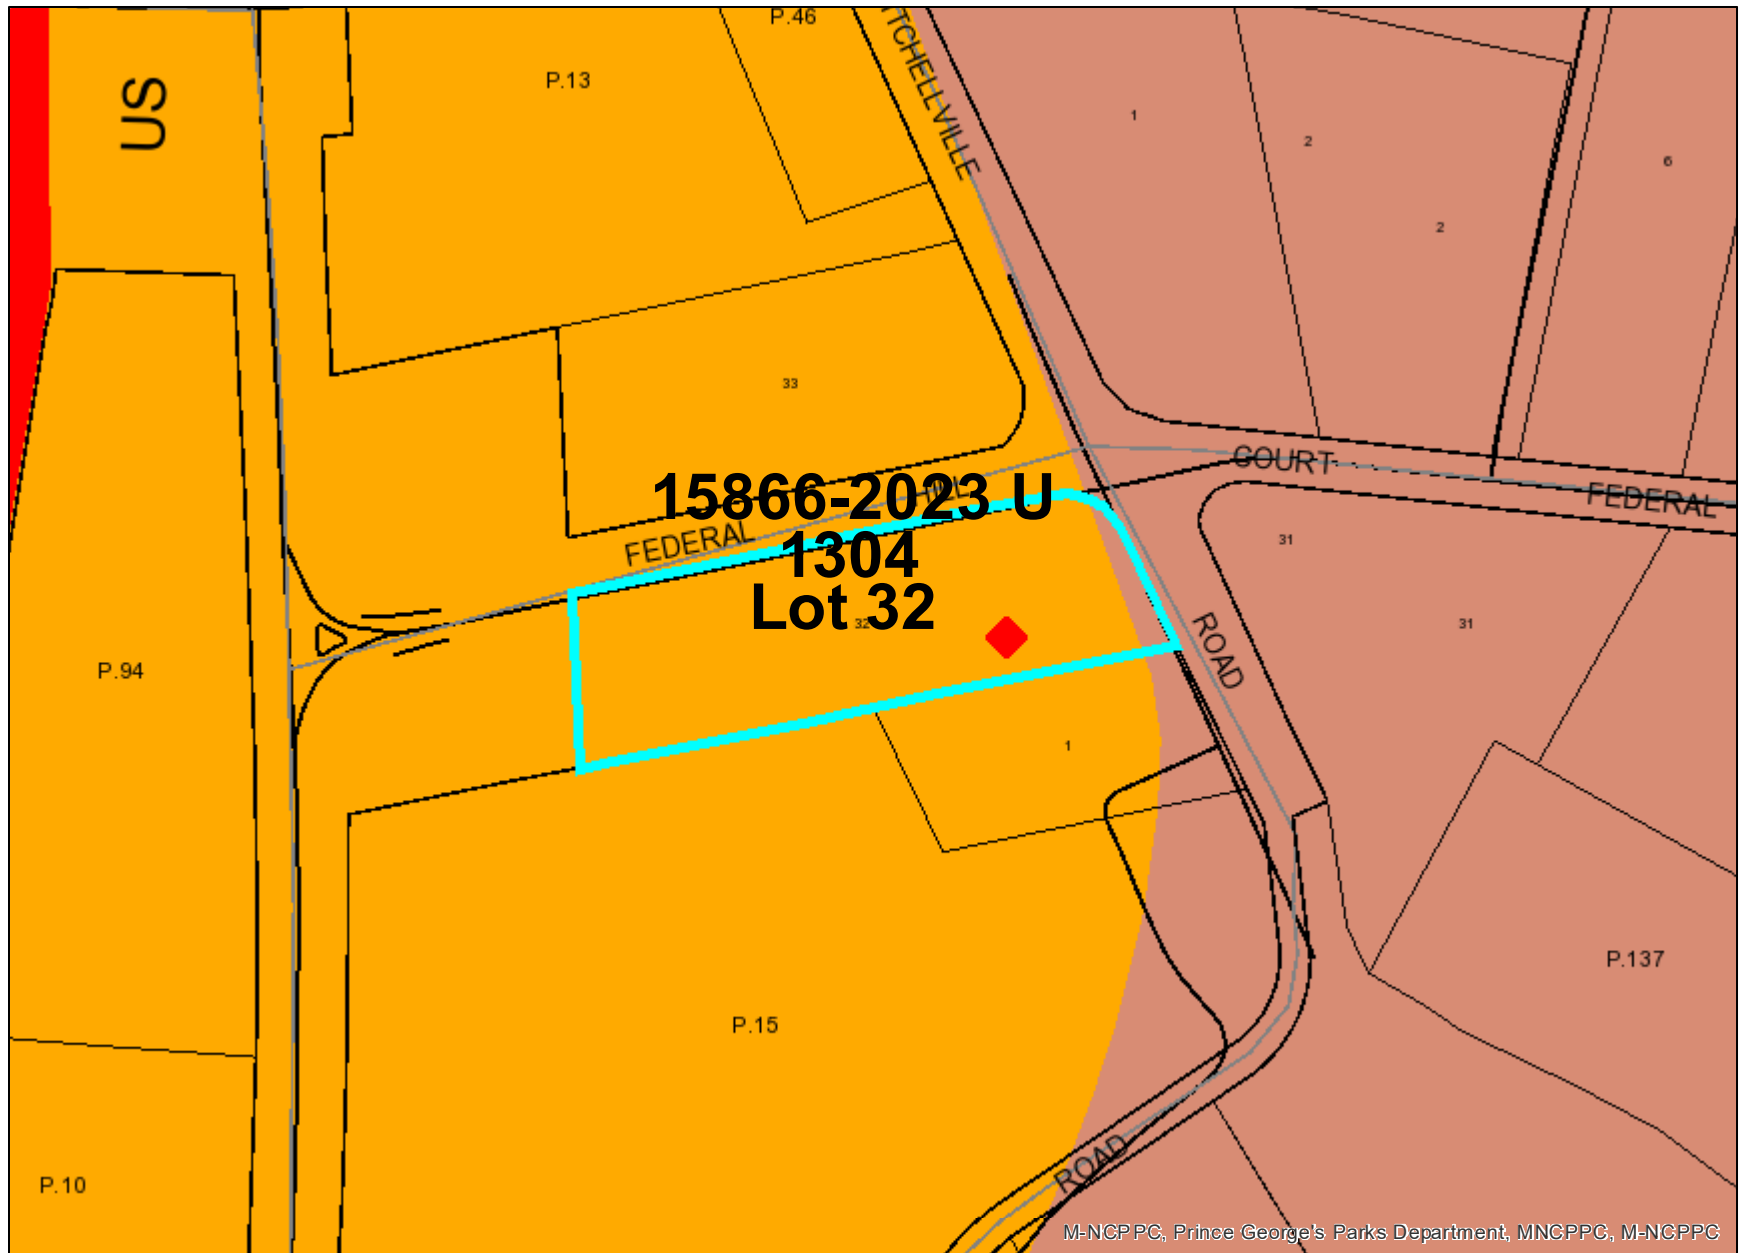 P.46
P.13
US
TCHELLVILLE
1
2
6
2
33
COURT
FEDERAL
HILL
15866-2023 U
FEDERAL
1304
Lot 32
32
31
31
ROAD
P.94
1
P.137
P.15
ROAD
P.10
M-NCPPC, Prince George's Parks Department, MNCPPC, M-NCPPC